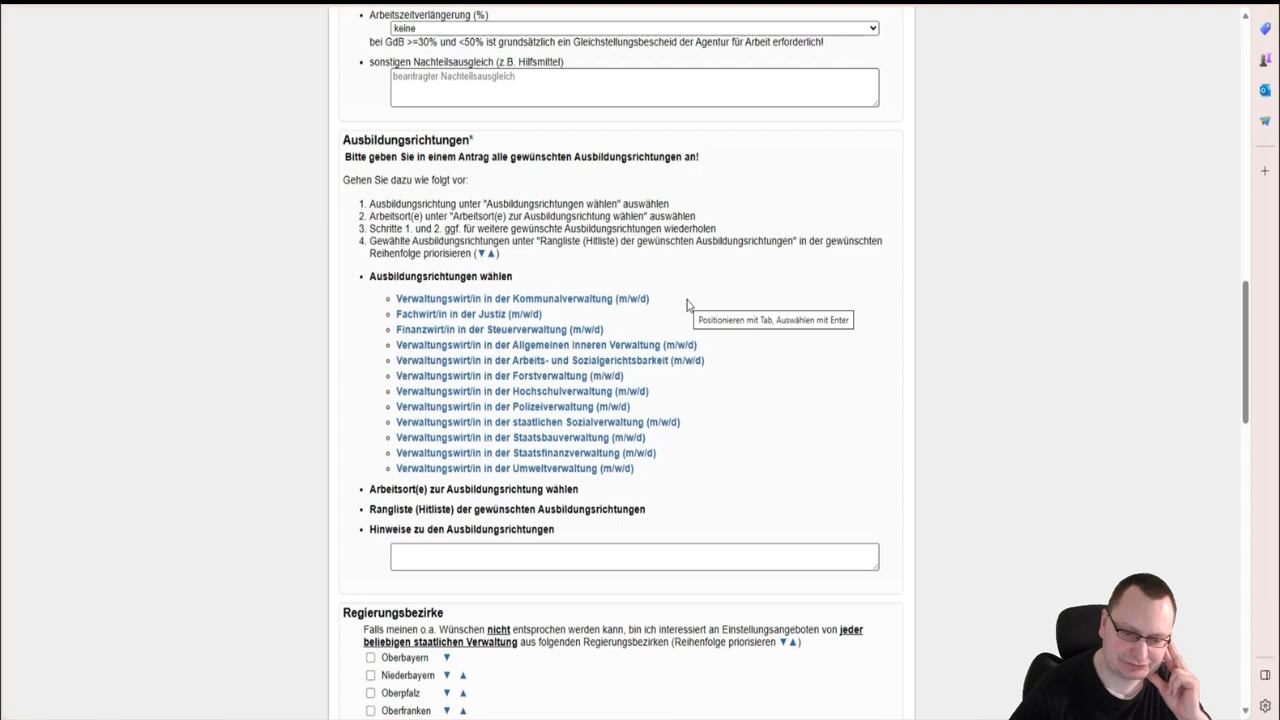 • Arbeitszeitverlängerung (%)
keine
bei GdB >=30% und <50% ist grundsätzlich ein Gleichstellungsbescheid der Agentur für Arbeit erforderlich!
• sonstigen Nachteilsausgleich (z.B. Hilfsmittel)
beantragter Nachteilsausgleich
Ausbildungsrichtungen*
Bitte geben Sie in einem Antrag alle gewünschten Ausbildungsrichtungen an!
Gehen Sie dazu wie folgt vor:
1. Ausbildungsrichtung unter "Ausbildungsrichtungen wählen" auswählen
2. Arbeitsort(e) unter "Arbeitsort(e) zur Ausbildungsrichtung wählen" auswählen
3. Schritte 1. und 2. ggf. für weitere gewünschte Ausbildungsrichtungen wiederholen
4. Gewählte Ausbildungsrichtungen unter "Rangliste (Hitliste) der gewünschten Ausbildungsrichtungen" in der gewünschten
Reihenfolge priorisieren (▼▲)
• Ausbildungsrichtungen wählen
Verwaltungswirt/in in der Kommunalverwaltung (m/w/d)
Fachwirt/in in der Justiz (m/w/d)
Positionieren mit Tab, Auswählen mit Enter
Finanzwirt/in in der Steuerverwaltung (m/w/d)
Verwaltungswirt/in in der Allgemeinen Inneren Verwaltung (m/w/d)
Verwaltungswirt/in in der Arbeits- und Sozialgerichtsbarkeit (m/w/d)
Verwaltungswirt/in in der Forstverwaltung (m/w/d)
Verwaltungswirt/in in der Hochschulverwaltung (m/w/d)
Verwaltungswirt/in in der Polizeiverwaltung (m/w/d)
Verwaltungswirt/in in der staatlichen Sozialverwaltung (m/w/d)
Verwaltungswirt/in in der Staatsbauverwaltung (m/w/d)
Verwaltungswirt/in in der Staatsfinanzverwaltung (m/w/d)
Verwaltungswirt/in in der Umweltverwaltung (m/w/d)
• Arbeitsort(e) zur Ausbildungsrichtung wählen
• Rangliste (Hitliste) der gewünschten Ausbildungsrichtungen
• Hinweise zu den Ausbildungsrichtungen
Regierungsbezirke
Falls meinen o.a. Wünschen nicht entsprochen werden kann, bin ich interessiert an Einstellungsangeboten von jeder
beliebigen staatlichen Verwaltung aus folgenden Regierungsbezirken (Reihenfolge priorisieren ▼▲)
Oberbayern ▼
Niederbayern ▼ ▲
Oberpfalz ▼ ▲
Oberfranken ▼ ▲